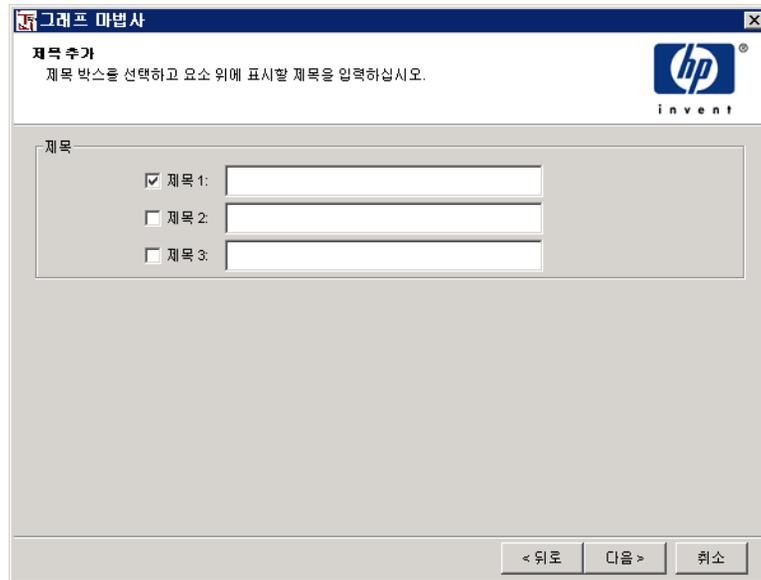 그래프 마법사
제목 추가
제목 박스를 선택하고 요소 위에 표시할 제목을 입력하십시오.
hp
®
invent
제목
제목 1:
제목 2:
제목 3:
< 뒤로
다음 >
취소